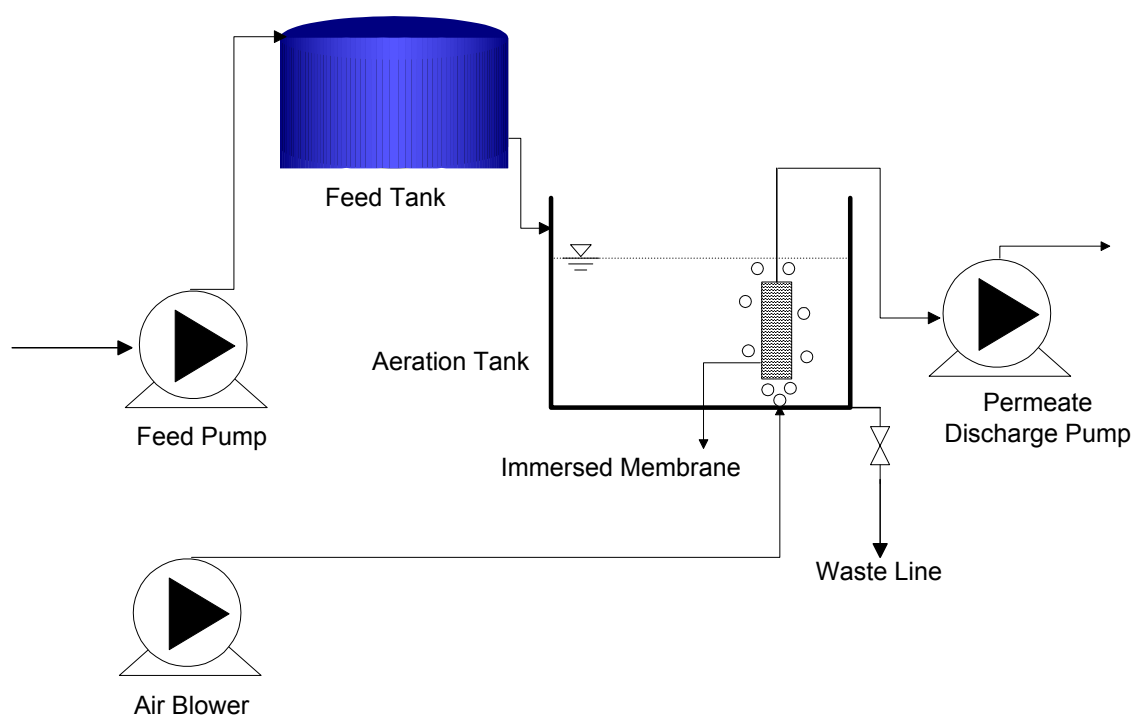 Feed Tank
Aeration Tank
Feed Pump
Immersed Membrane
Permeate
Discharge Pump
Waste Line
Air Blower